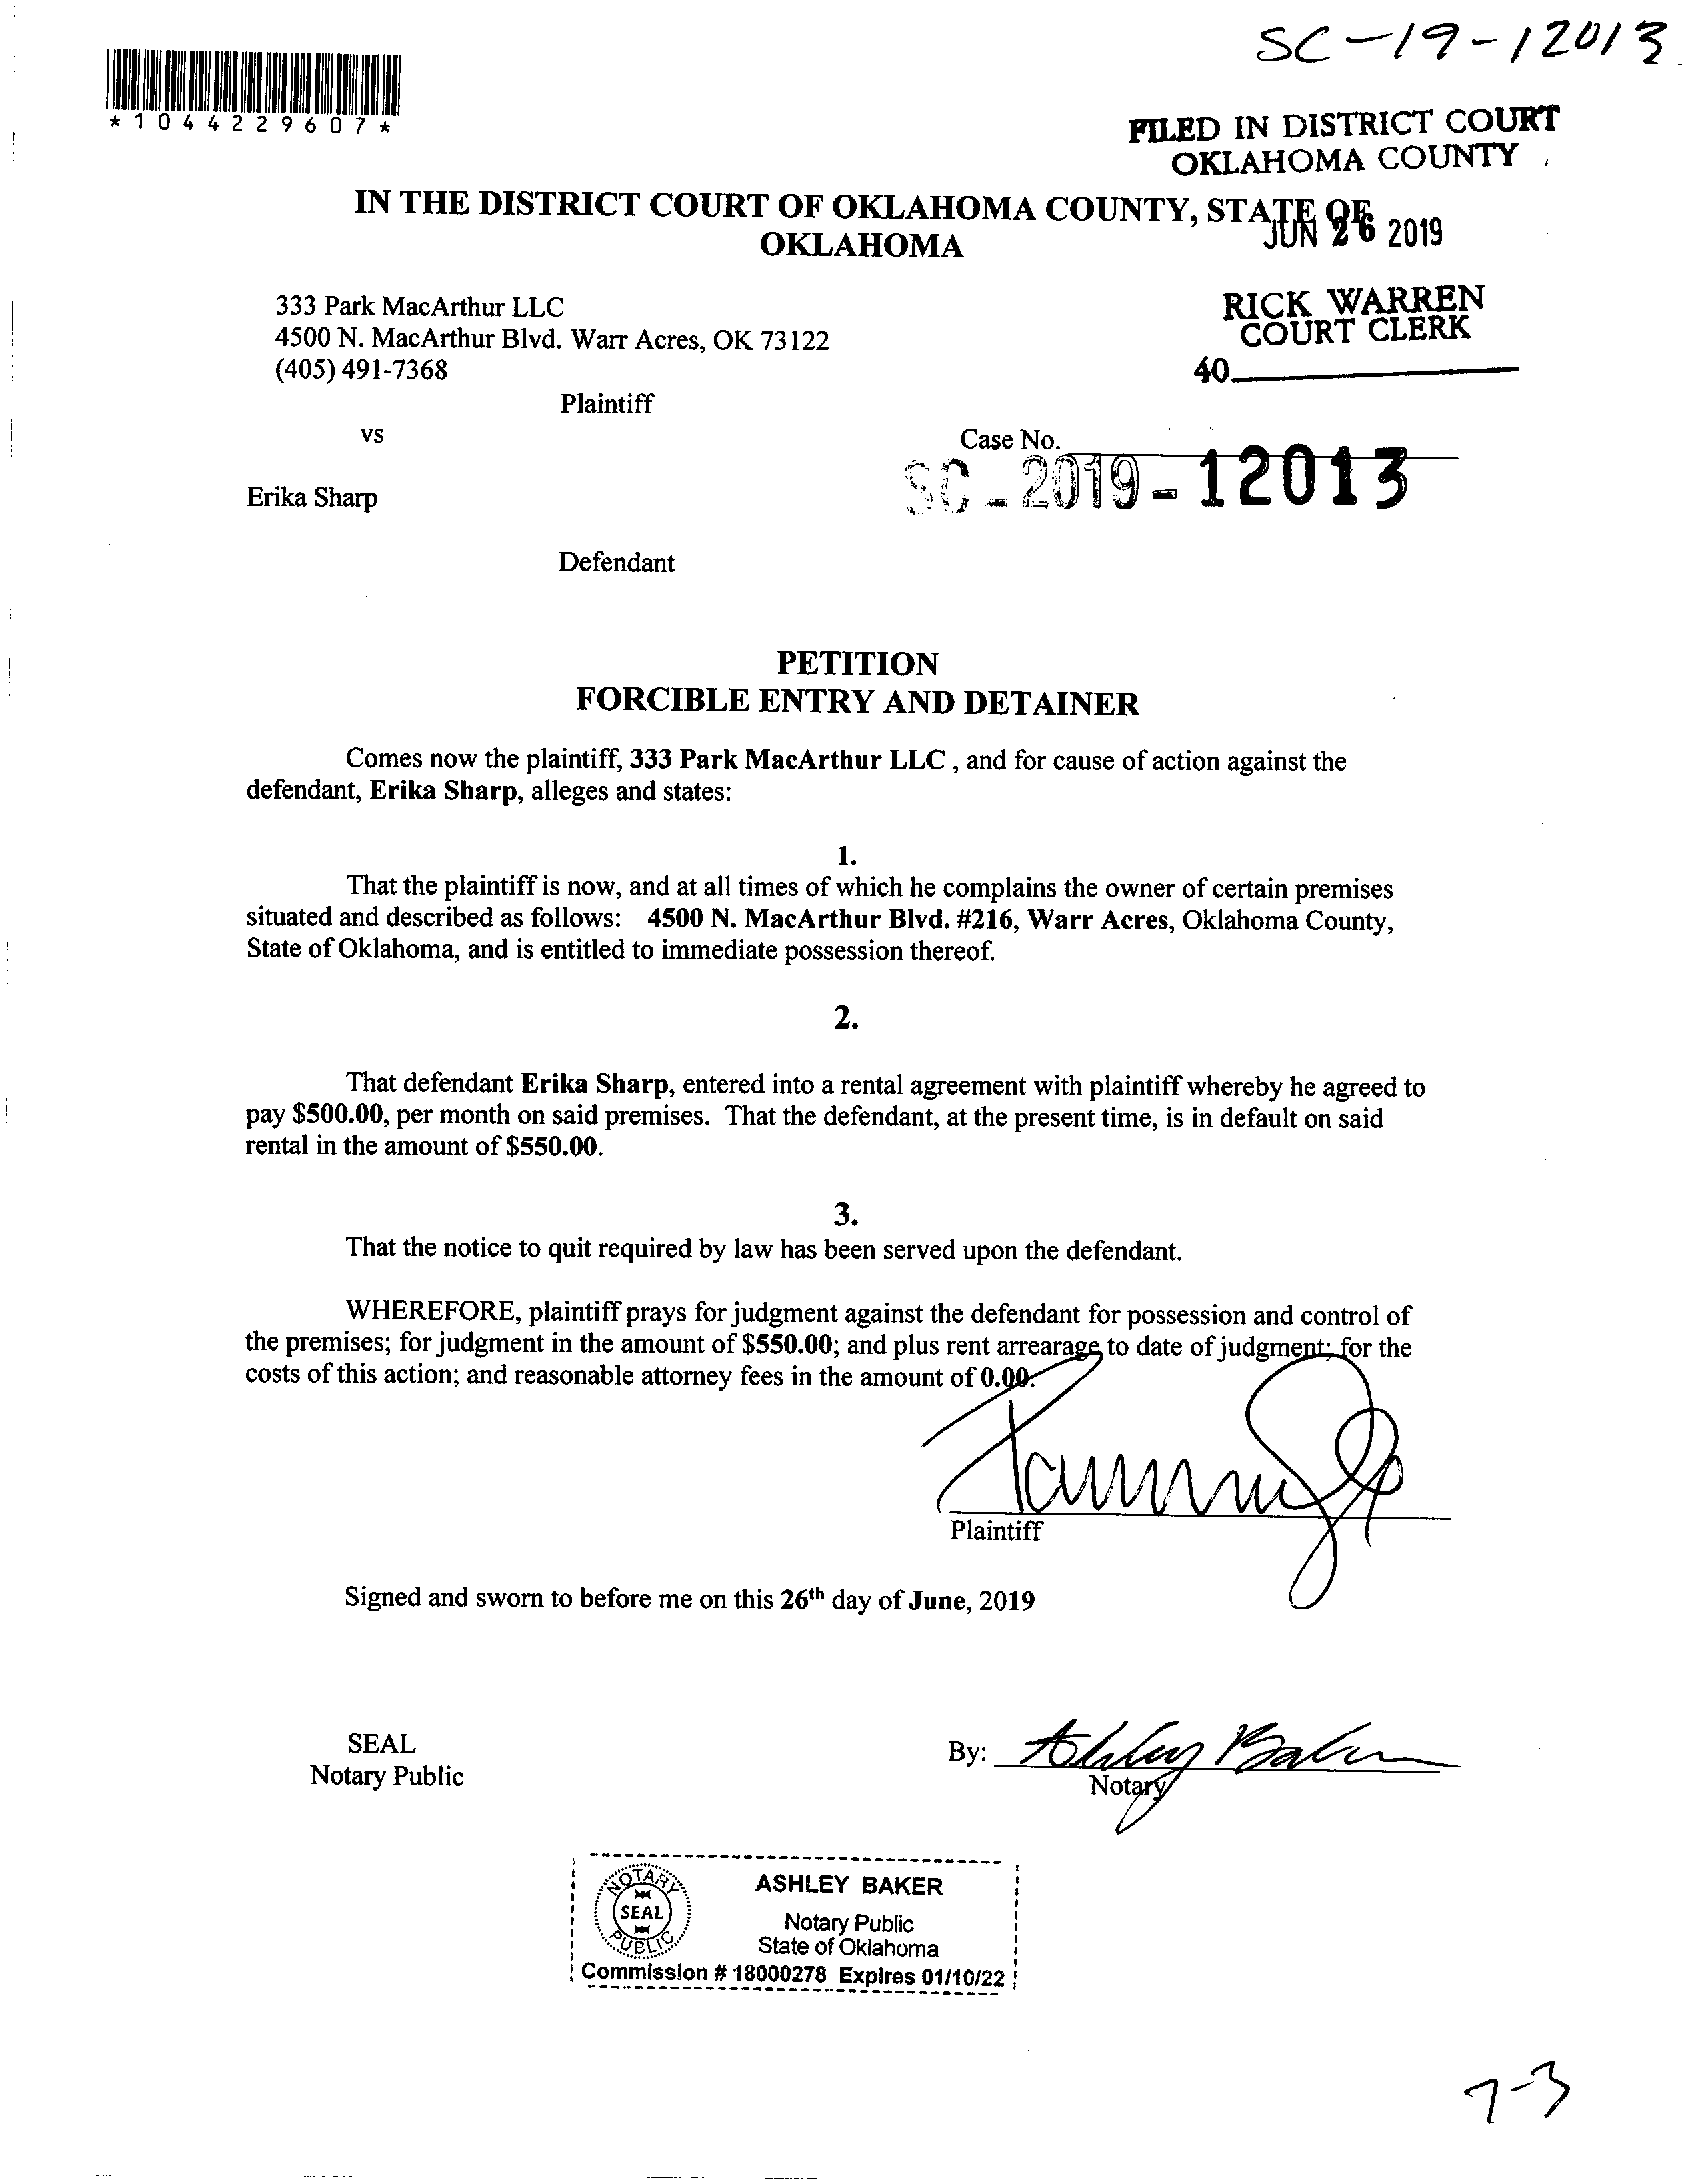 SC-19-12013
*1044229607*
FILED IN DISTRICT COURT
OKLAHOMA COUNTY
IN THE DISTRICT COURT OF OKLAHOMA COUNTY, STATE OF
OKLAHOMA
JUN 26 2019
333 Park MacArthur LLC
4500 N. MacArthur Blvd. Warr Acres, OK 73122
(405) 491-7368
RICK WARREN
COURT CLERK
40
Plaintiff
vs
Case No.
SC-2019-12013
Erika Sharp
Defendant
PETITION
FORCIBLE ENTRY AND DETAINER
Comes now the plaintiff, 333 Park MacArthur LLC , and for cause of action against the
defendant, Erika Sharp, alleges and states:
1.
That the plaintiff is now, and at all times of which he complains the owner of certain premises
situated and described as follows: 4500 N. MacArthur Blvd. #216, Warr Acres, Oklahoma County,
State of Oklahoma, and is entitled to immediate possession thereof.
2.
That defendant Erika Sharp, entered into a rental agreement with plaintiff whereby he agreed to
pay $500.00, per month on said premises. That the defendant, at the present time, is in default on said
rental in the amount of $550.00.
3.
That the notice to quit required by law has been served upon the defendant.
WHEREFORE, plaintiff prays for judgment against the defendant for possession and control of
the premises; for judgment in the amount of $550.00; and plus rent arrearage to date of judgment; for the
costs of this action; and reasonable attorney fees in the amount of 0.00.
Plaintiff
Signed and sworn to before me on this 26th day of June, 2019
SEAL
Notary Public
By: Ashley Baker
Notary
NOTARY
SEAL
PUBLIC
ASHLEY BAKER
Notary Public
State of Oklahoma
Commission # 18000278 Expires 01/10/22
7-3